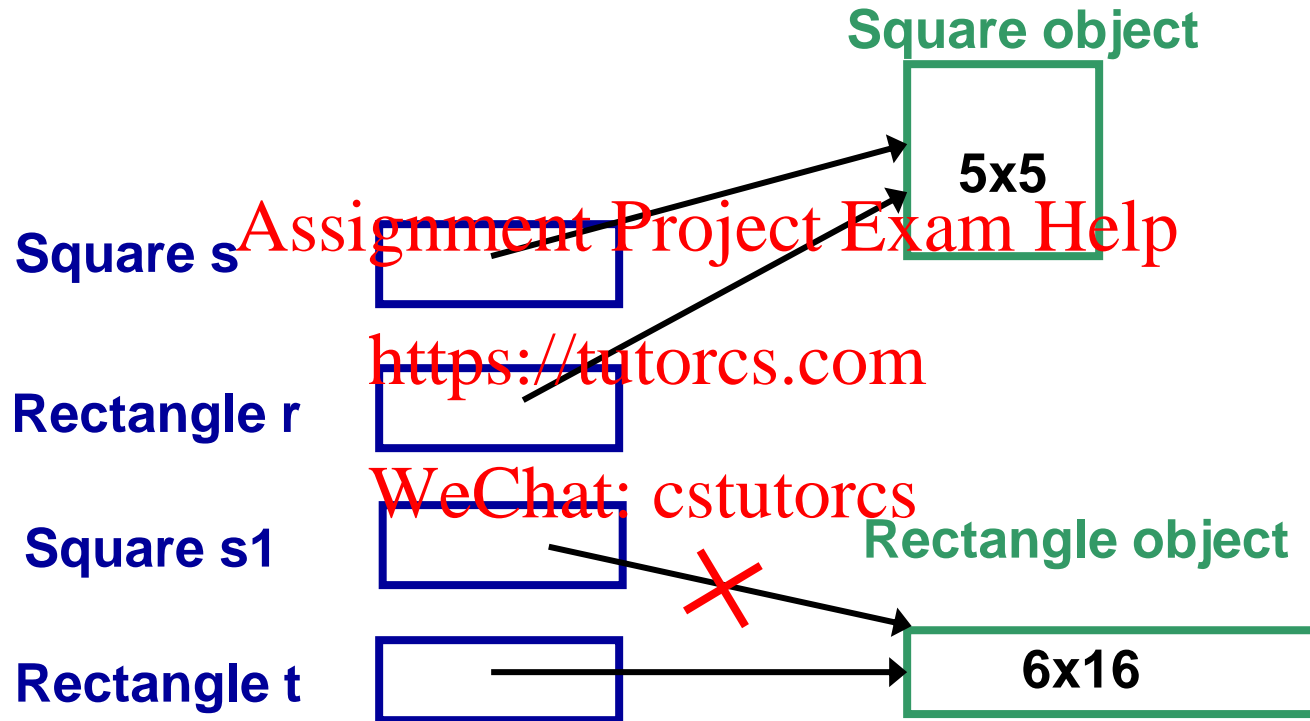 Square object
5x5
Assignment Project Exam Help
Square s
https://tutorcs.com
Rectangle r
WeChat: cstutorcs
Square s1
Rectangle object
Rectangle t
6x16